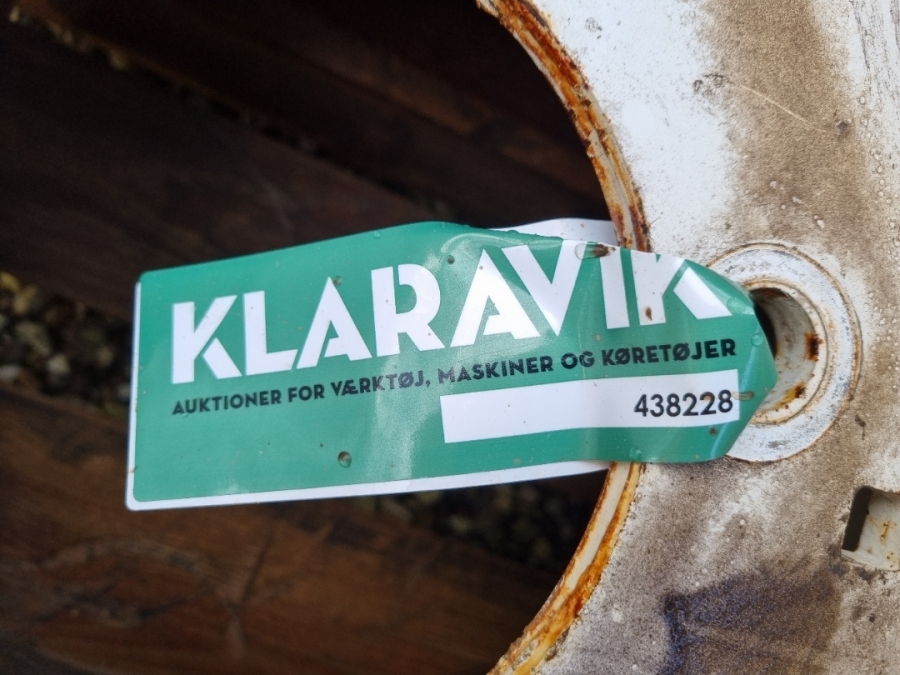 KLARAVIK
AUKTIONER FOR VÆRKTØJ, MASKINER OG KØRETØJER
438228